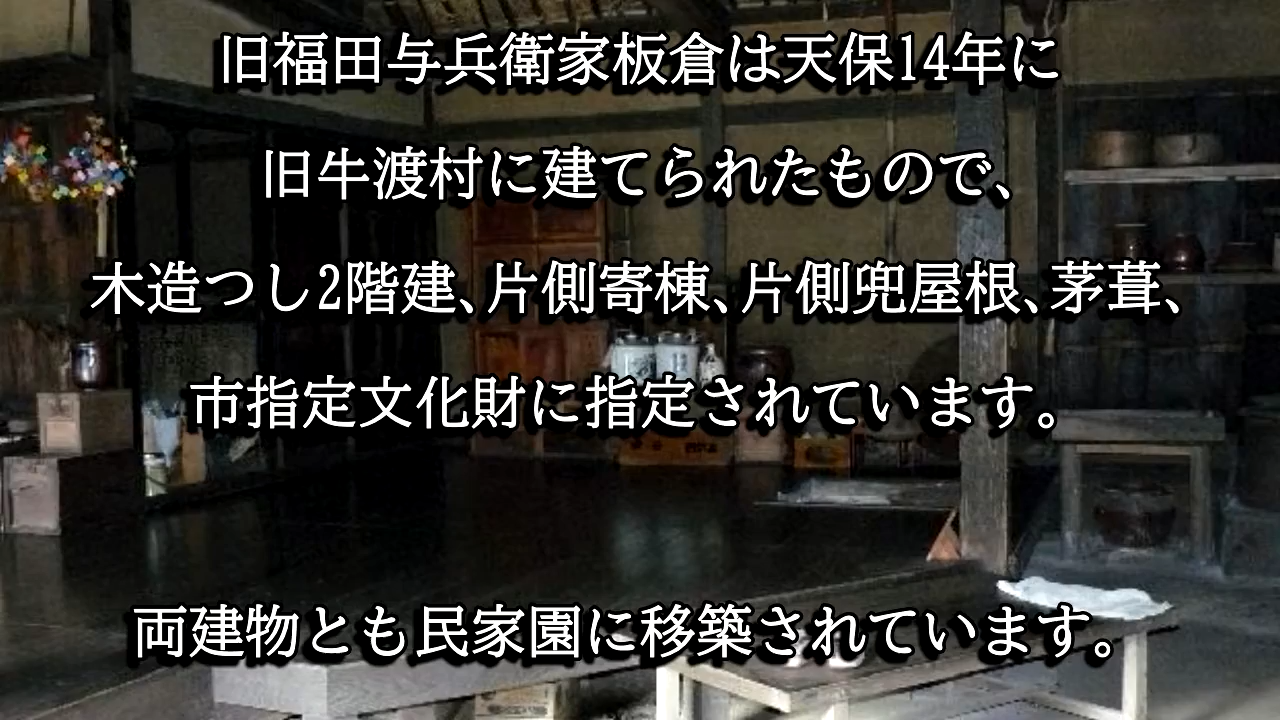 旧福田与兵衛家板倉は天保14年に
旧牛渡村に建てられたもので、
木造つし2階建､片側寄棟､片側兜屋根､茅葺､
市指定文化財に指定されています。
両建物とも民家園に移築されています。